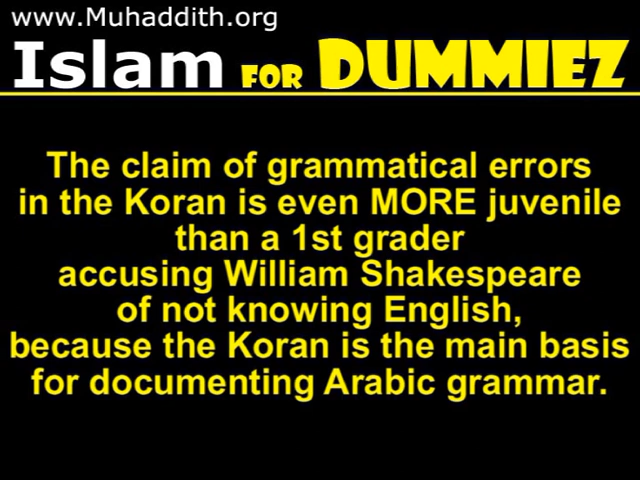 www.Muhaddith.org
Islam FOR DUMMIEZ
The claim of grammatical errors
in the Koran is even MORE juvenile
than a 1st grader
accusing William Shakespeare
of not knowing English,
because the Koran is the main basis
for documenting Arabic grammar.